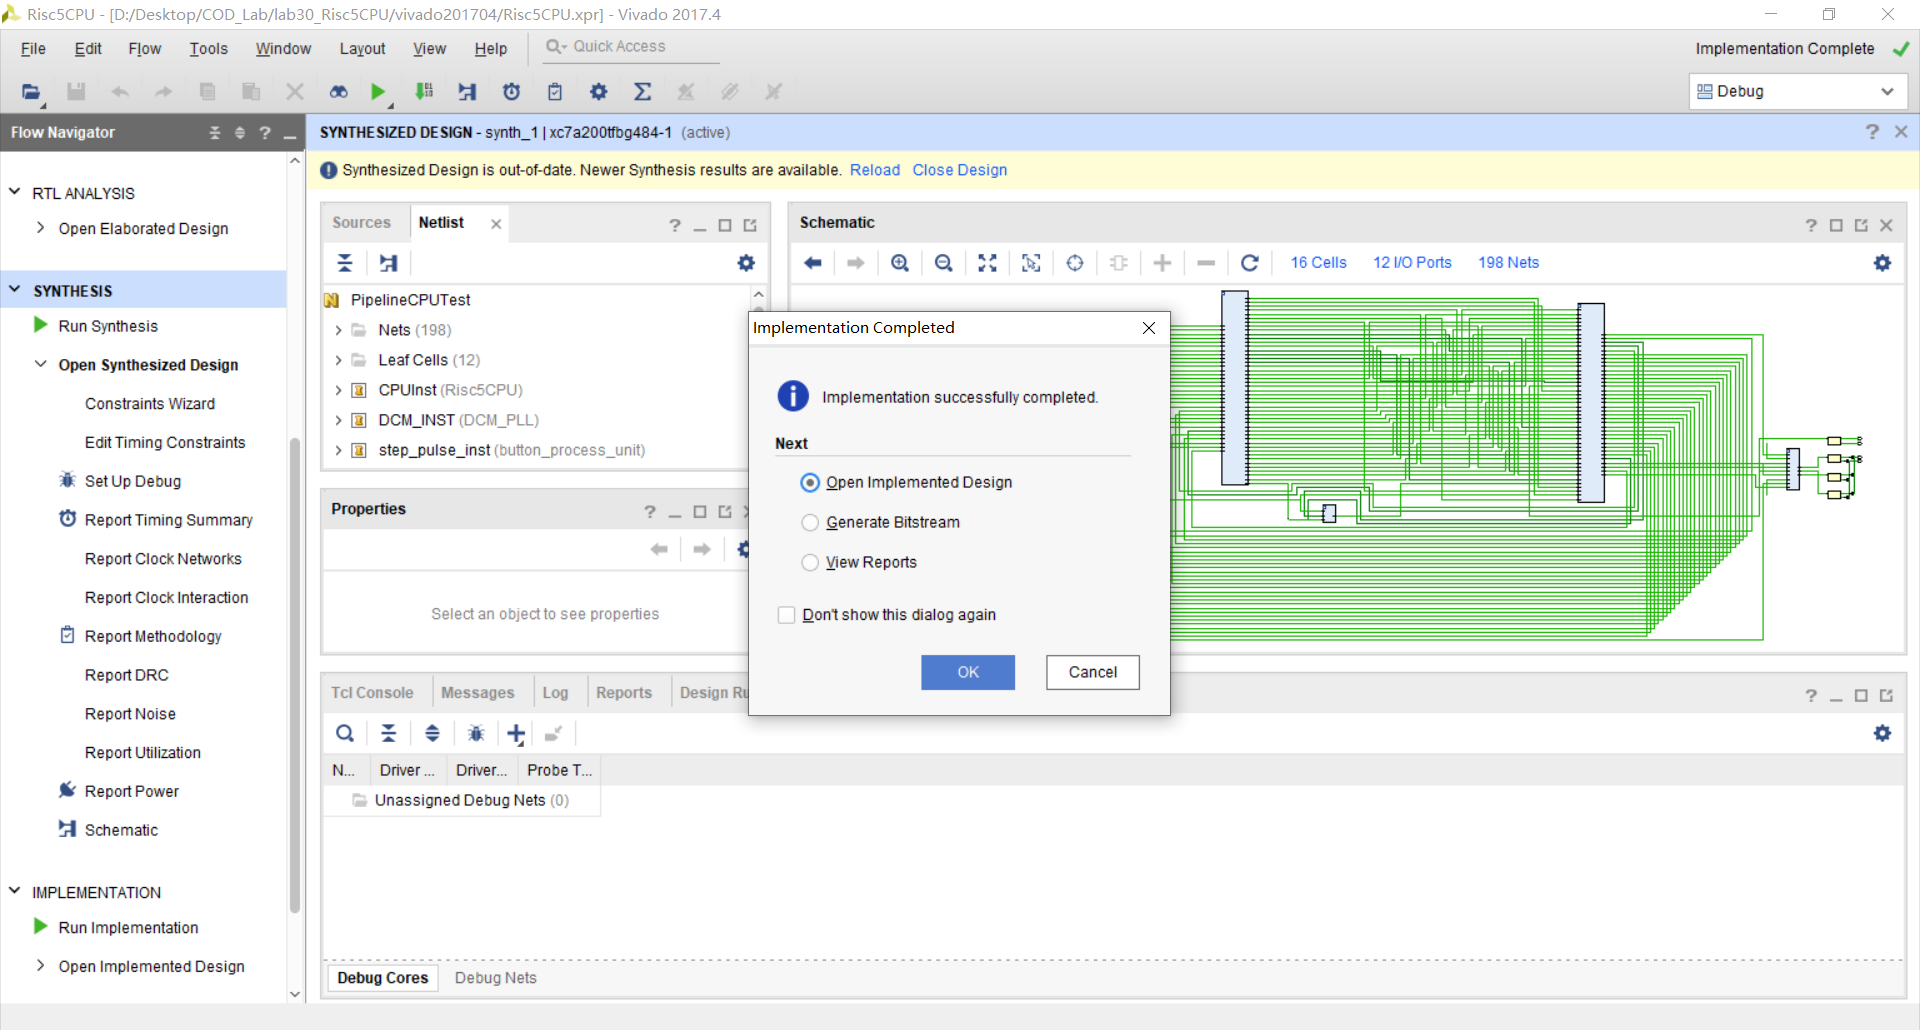 Risc5CPU - [D:/Desktop/COD_Lab/lab30_Risc5CPU/vivado201704/Risc5CPU.xpr] - Vivado 2017.4
File Edit Flow Tools Window Layout View Help Quick Access
Implementation Complete
Debug
Flow Navigator
RTL ANALYSIS
Open Elaborated Design
SYNTHESIS
Run Synthesis
Open Synthesized Design
Constraints Wizard
Edit Timing Constraints
Set Up Debug
Report Timing Summary
Report Clock Networks
Report Clock Interaction
Report Methodology
Report DRC
Report Noise
Report Utilization
Report Power
Schematic
IMPLEMENTATION
Run Implementation
Open Implemented Design
SYNTHESIZED DESIGN - synth_1 | xc7a200tfbg484-1 (active)
Synthesized Design is out-of-date. Newer Synthesis results are available. Reload Close Design
Sources Netlist
PipelineCPUTest
Nets (198)
Leaf Cells (12)
CPUInst (Risc5CPU)
DCM_INST (DCM_PLL)
step_pulse_inst (button_process_unit)
Properties
Select an object to see properties
Schematic
16 Cells 12 I/O Ports 198 Nets
Implementation Completed
Implementation successfully completed.
Next
Open Implemented Design
Generate Bitstream
View Reports
Don't show this dialog again
OK Cancel
Tcl Console Messages Log Reports Design Ru
N... Driver ... Driver... Probe T...
Unassigned Debug Nets (0)
Debug Cores Debug Nets